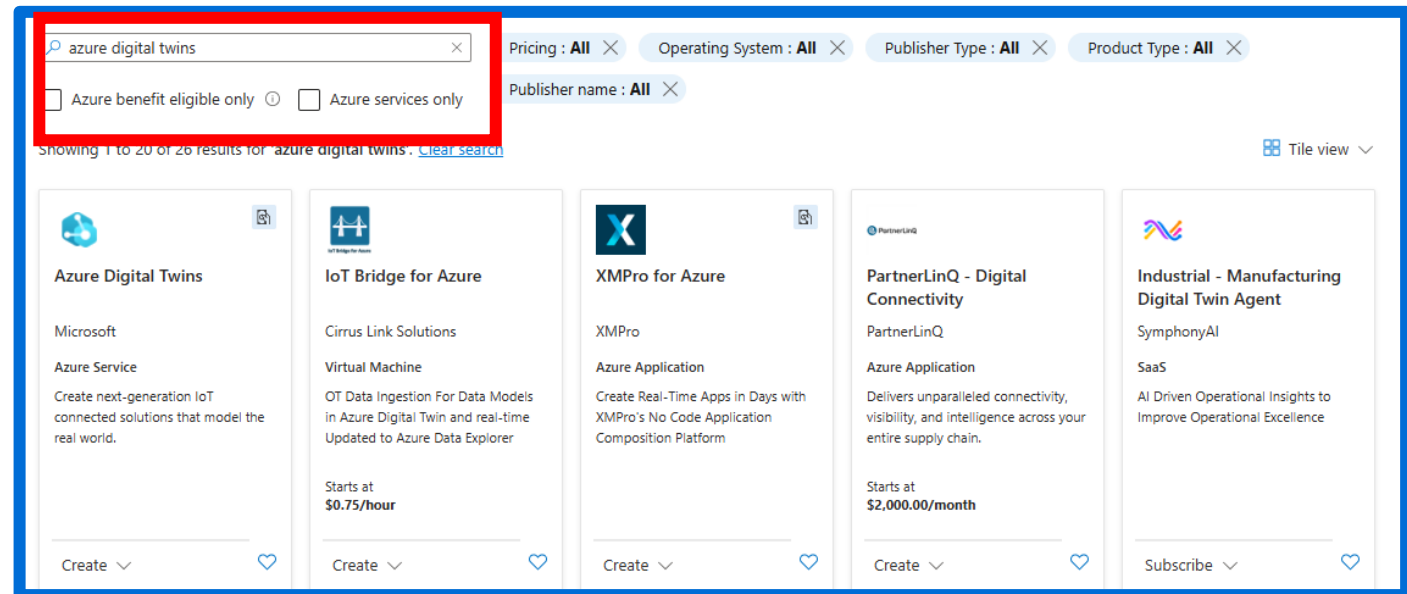 azure digital twins
Pricing : All
Operating System : All
Publisher Type : All
Product Type : All
Azure benefit eligible only
Azure services only
Publisher name : All
Showing 1 to 20 of 26 results for 'azure digital twins'. Clear search
Tile view
Azure Digital Twins
Microsoft
Azure Service
Create next-generation IoT
connected solutions that model the
real world.
Create
IoT Bridge for Azure
IoT Bridge for Azure
Cirrus Link Solutions
Virtual Machine
OT Data Ingestion For Data Models
in Azure Digital Twin and real-time
Updated to Azure Data Explorer
Starts at
$0.75/hour
Create
X
XMPro for Azure
XMPro
Azure Application
Create Real-Time Apps in Days with
XMPro's No Code Application
Composition Platform
Create
PartnerLinQ
PartnerLinQ - Digital
Connectivity
PartnerLinQ
Azure Application
Delivers unparalleled connectivity,
visibility, and intelligence across your
entire supply chain.
Starts at
$2,000.00/month
Create
Industrial - Manufacturing
Digital Twin Agent
SymphonyAI
SaaS
AI Driven Operational Insights to
Improve Operational Excellence
Subscribe